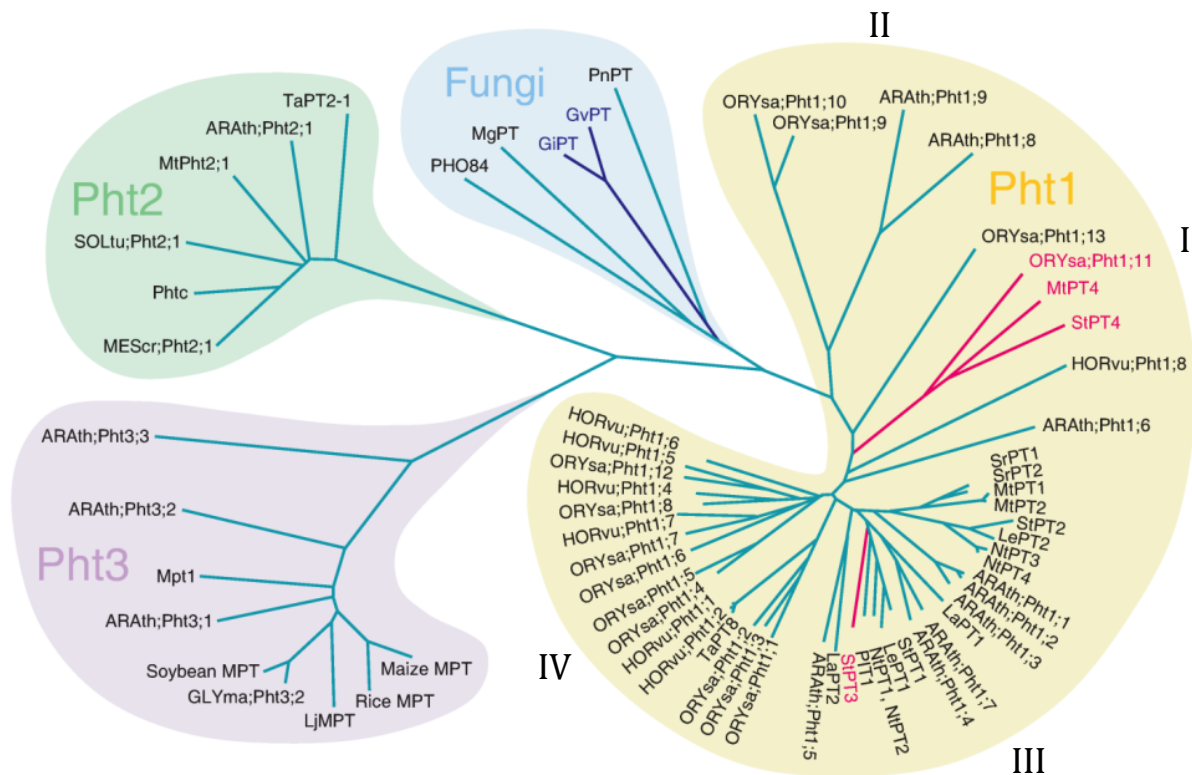 II
Fungi
PnPT
GvPT
MgPT
GiPT
PHO84
TaPT2-1
ARAth;Pht2;1
MtPht2;1
Pht2
SOLtu;Pht2;1
Phtc
MEScr;Pht2;1
ORYsa;Pht1;10
ORYsa;Pht1;9
ARAth;Pht1;9
ARAth;Pht1;8
Pht1
I
ORYsa;Pht1;13
ORYsa;Pht1;11
MtPT4
StPT4
HORvu;Pht1;8
ARAth;Pht1;6
SrPT1
SrPT2
MtPT1
MtPT2
StPT2
LePT2
NtPT3
NtPT4
ARAth;Pht1;1
ARAth;Pht1;2
ARAth;Pht1;3
LaPT1
ARAth;Pht1;7
ARAth;Pht1;4
StPT1
LePT1
NtPT1, NtPT2
PIT1
StPT3
LaPT2
ARAth;Pht1;5
III
ORYsa;Pht1;1
ORYsa;Pht1;3
ORYsa;Pht1;2
TaPT8
HORvu;Pht1;2
HORvu;Pht1;1
ORYsa;Pht1;4
ORYsa;Pht1;5
ORYsa;Pht1;6
ORYsa;Pht1;7
HORvu;Pht1;7
ORYsa;Pht1;8
HORvu;Pht1;4
ORYsa;Pht1;12
HORvu;Pht1;5
HORvu;Pht1;6
IV
ARAth;Pht3;3
ARAth;Pht3;2
Pht3
Mpt1
ARAth;Pht3;1
Soybean MPT
GLYma;Pht3;2
LjMPT
Rice MPT
Maize MPT